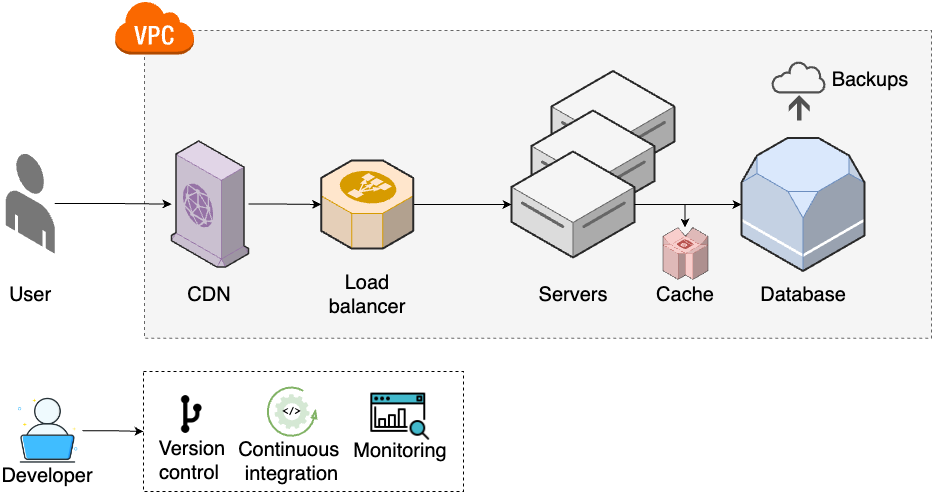 VPC
Backups
User
CDN
Load
balancer
Servers
Cache
Database
</>
Developer
Version
control
Continuous
integration
Monitoring